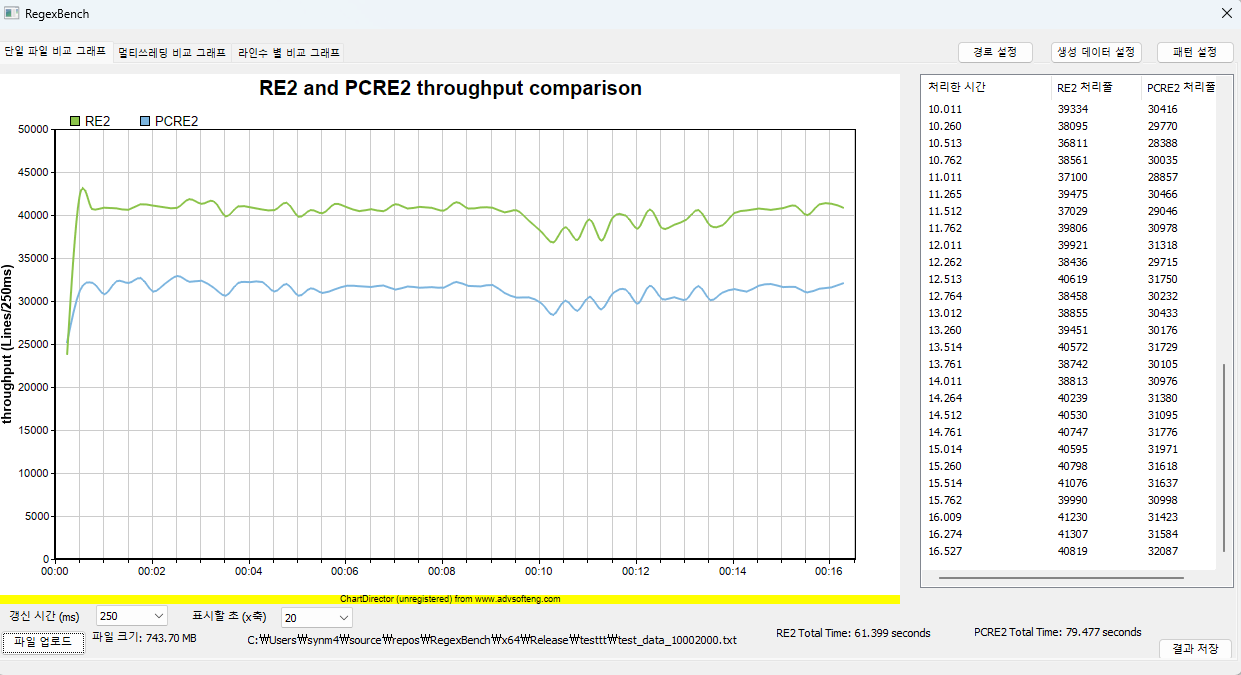 RegexBench
단일 파일 비교 그래프 멀티쓰레딩 비교 그래프 라인수 별 비교 그래프 경로 설정 생성 데이터 설정 패턴 설정
RE2 and PCRE2 throughput comparison
RE2 PCRE2
throughput (Lines/250ms)
50000
45000
40000
35000
30000
25000
20000
15000
10000
5000
0
00:00 00:02 00:04 00:06 00:08 00:10 00:12 00:14 00:16
ChartDirector (unregistered) from www.advsofteng.com
처리한 시간 RE2 처리율 PCRE2 처리율
10.011 39334 30416
10.260 38095 29770
10.513 36811 28388
10.762 38561 30035
11.011 37100 28857
11.265 39475 30466
11.512 37029 29046
11.762 39806 30978
12.011 39921 31318
12.262 38436 29715
12.513 40619 31750
12.764 38458 30232
13.012 38855 30433
13.260 39451 30176
13.514 40572 31729
13.761 38742 30105
14.011 38813 30976
14.264 40239 31380
14.512 40530 31095
14.761 40747 31776
15.014 40595 31971
15.260 40798 31618
15.514 41076 31637
15.762 39990 30998
16.009 41230 31423
16.274 41307 31584
16.527 40819 32087
갱신 시간 (ms) 250 표시할 초 (x축) 20
파일 업로드 파일 크기: 743.70 MB C:₩Users₩synm4₩source₩repos₩RegexBench₩x64₩Release₩testtt₩test_data_10002000.txt RE2 Total Time: 61.399 seconds PCRE2 Total Time: 79.477 seconds
결과 저장